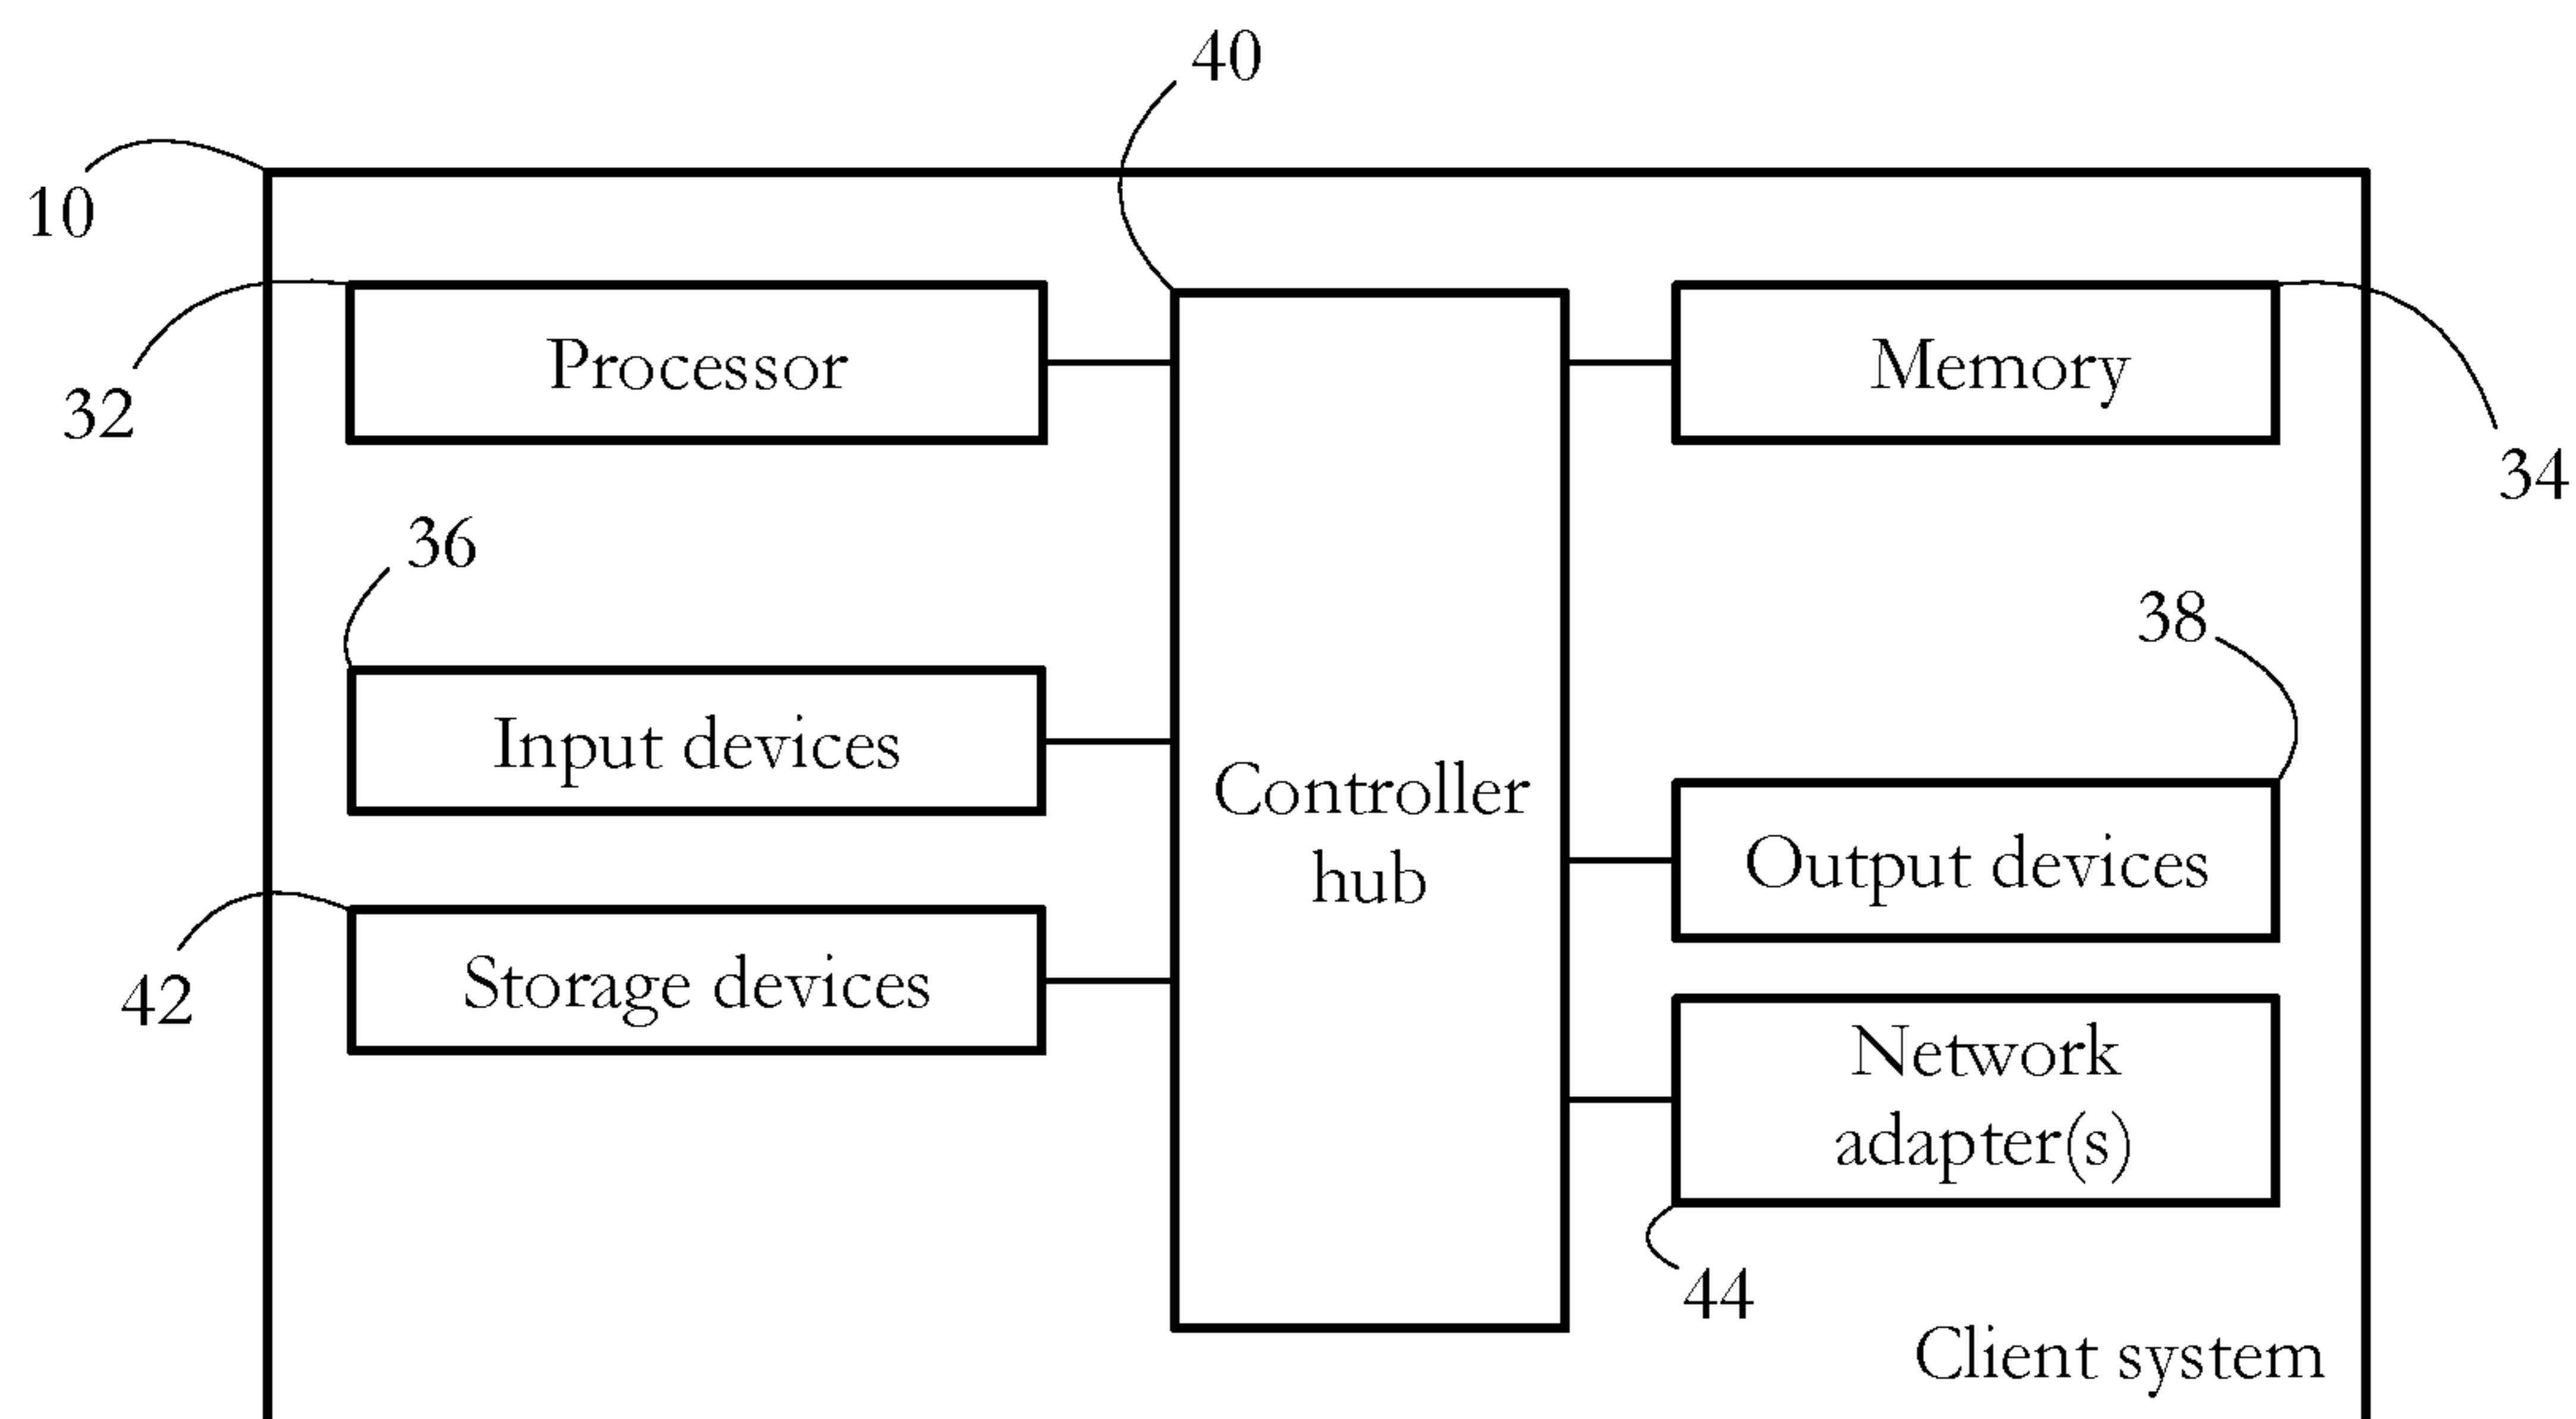 40
10
Processor
Memory
32
34
36
38
Input devices
Controller
hub
Output devices
Storage devices
42
Network
adapter(s)
44
Client system